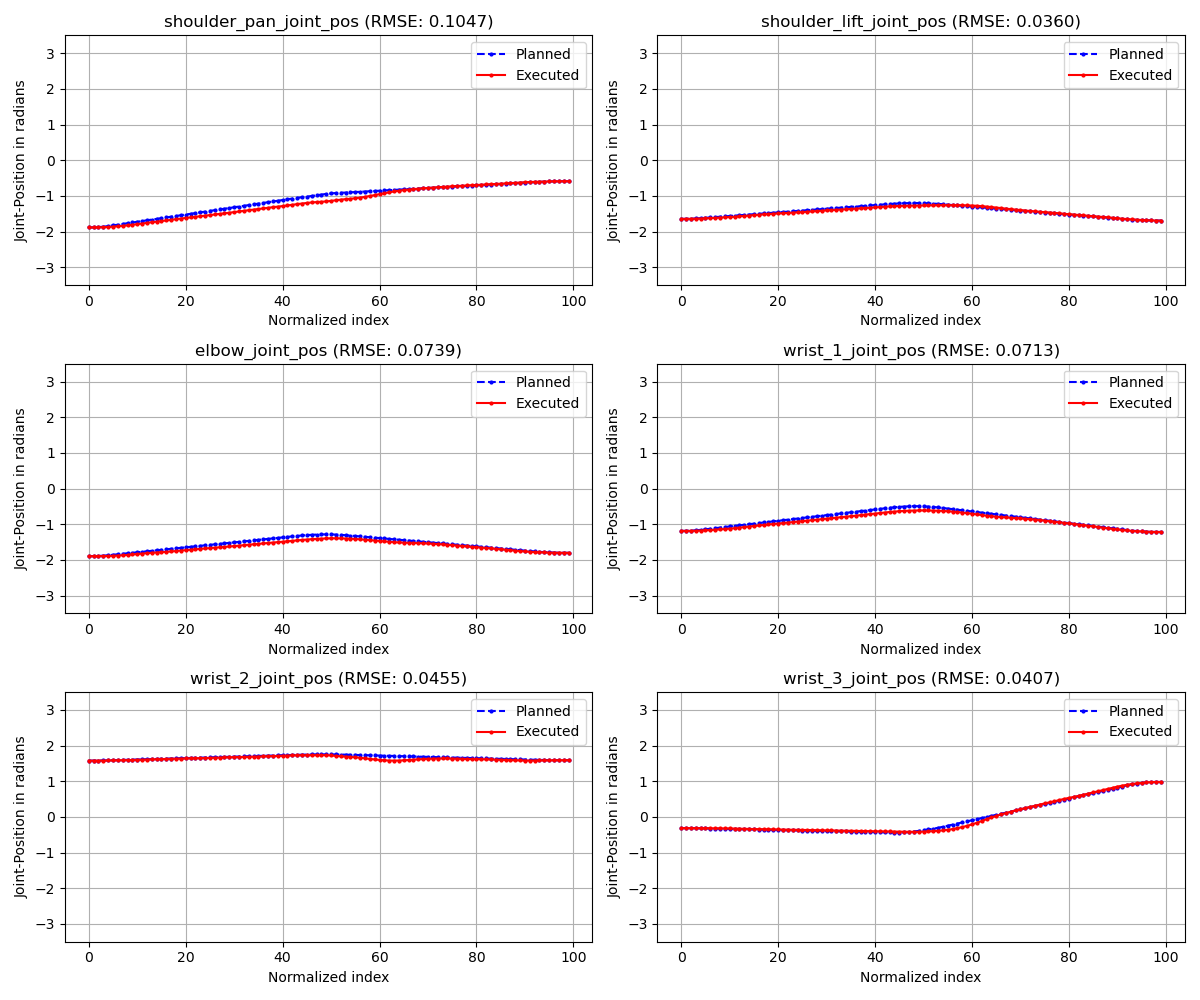 shoulder_pan_joint_pos (RMSE: 0.1047)
Planned
Executed
3
2
1
0
−1
−2
−3
Joint-Position in radians
0 20 40 60 80 100
Normalized index
shoulder_lift_joint_pos (RMSE: 0.0360)
Planned
Executed
3
2
1
0
−1
−2
−3
Joint-Position in radians
0 20 40 60 80 100
Normalized index
elbow_joint_pos (RMSE: 0.0739)
Planned
Executed
3
2
1
0
−1
−2
−3
Joint-Position in radians
0 20 40 60 80 100
Normalized index
wrist_1_joint_pos (RMSE: 0.0713)
Planned
Executed
3
2
1
0
−1
−2
−3
Joint-Position in radians
0 20 40 60 80 100
Normalized index
wrist_2_joint_pos (RMSE: 0.0455)
Planned
Executed
3
2
1
0
−1
−2
−3
Joint-Position in radians
0 20 40 60 80 100
Normalized index
wrist_3_joint_pos (RMSE: 0.0407)
Planned
Executed
3
2
1
0
−1
−2
−3
Joint-Position in radians
0 20 40 60 80 100
Normalized index